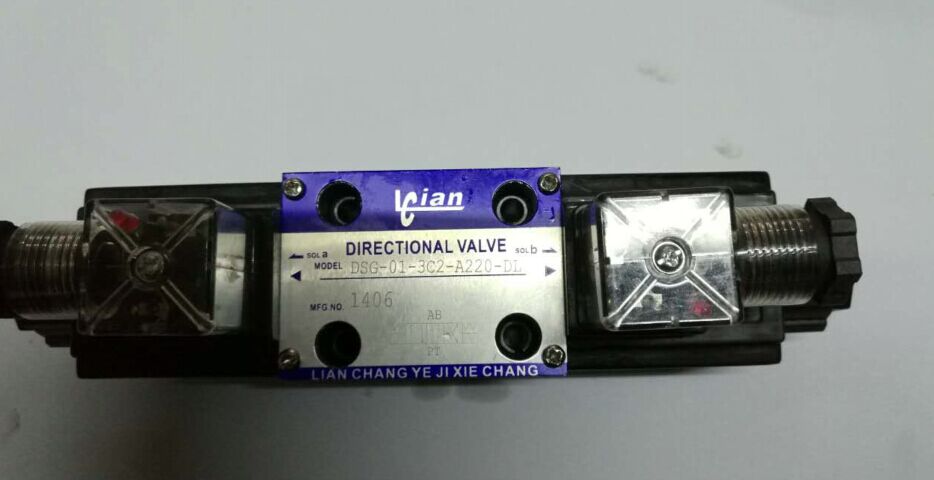 Lian
DIRECTIONAL VALVE
SOL a
SOL b
MODEL DSG-01-3C2-A220-DL
MFG.NO. 1406
AB
PT
LIAN CHANG YE JI XIE CHANG